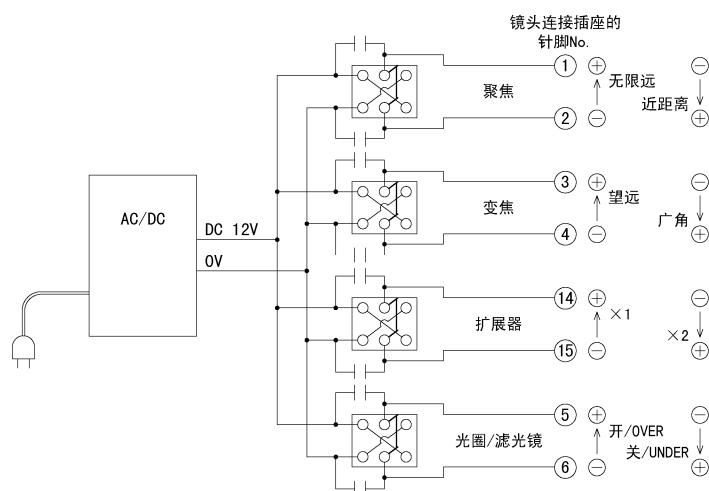 镜头连接插座的
针脚No.
1
聚焦
无限远
近距离
2
3
变焦
望远
广角
4
AC/DC
DC 12V
0V
14
扩展器
×1
×2
15
5
光圈/滤光镜
开/OVER
关/UNDER
6